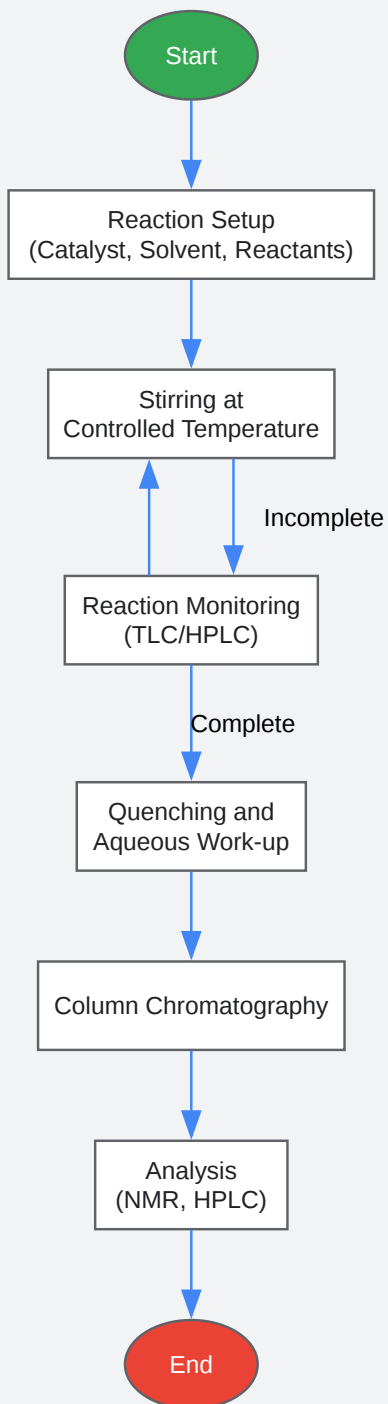 Start
Reaction Setup
(Catalyst, Solvent, Reactants)
Stirring at
Controlled Temperature
Incomplete
Reaction Monitoring
(TLC/HPLC)
Complete
Quenching and
Aqueous Work-up
Column Chromatography
Analysis
(NMR, HPLC)
End